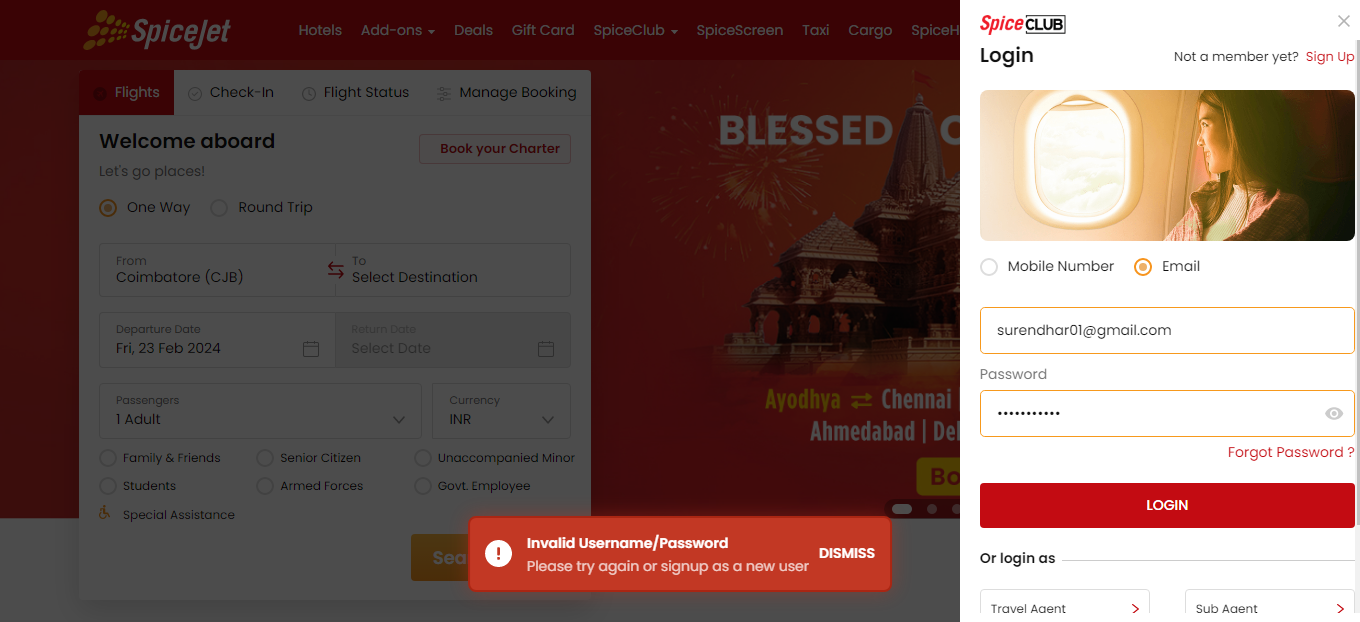 SpiceJet
Hotels Add-ons Deals Gift Card SpiceClub SpiceScreen Taxi Cargo SpiceH
Flights Check-In Flight Status Manage Booking
Welcome aboard
Book your Charter
Let's go places!
One Way Round Trip
From
Coimbatore (CJB)
To
Select Destination
Departure Date
Fri, 23 Feb 2024
Return Date
Select Date
Passengers
1 Adult
Currency
INR
Family & Friends Senior Citizen Unaccompanied Minor
Students Armed Forces Govt. Employee
Special Assistance
Sea
BLESSED
Ayodhya ⇄ Chennai |
Ahmedabad | Del
Bo
Invalid Username/Password
Please try again or signup as a new user
DISMISS
SpiceCLUB
Login
Not a member yet? Sign Up
Mobile Number Email
surendhar01@gmail.com
Password
•••••••••••
Forgot Password ?
LOGIN
Or login as
Travel Agent Sub Agent